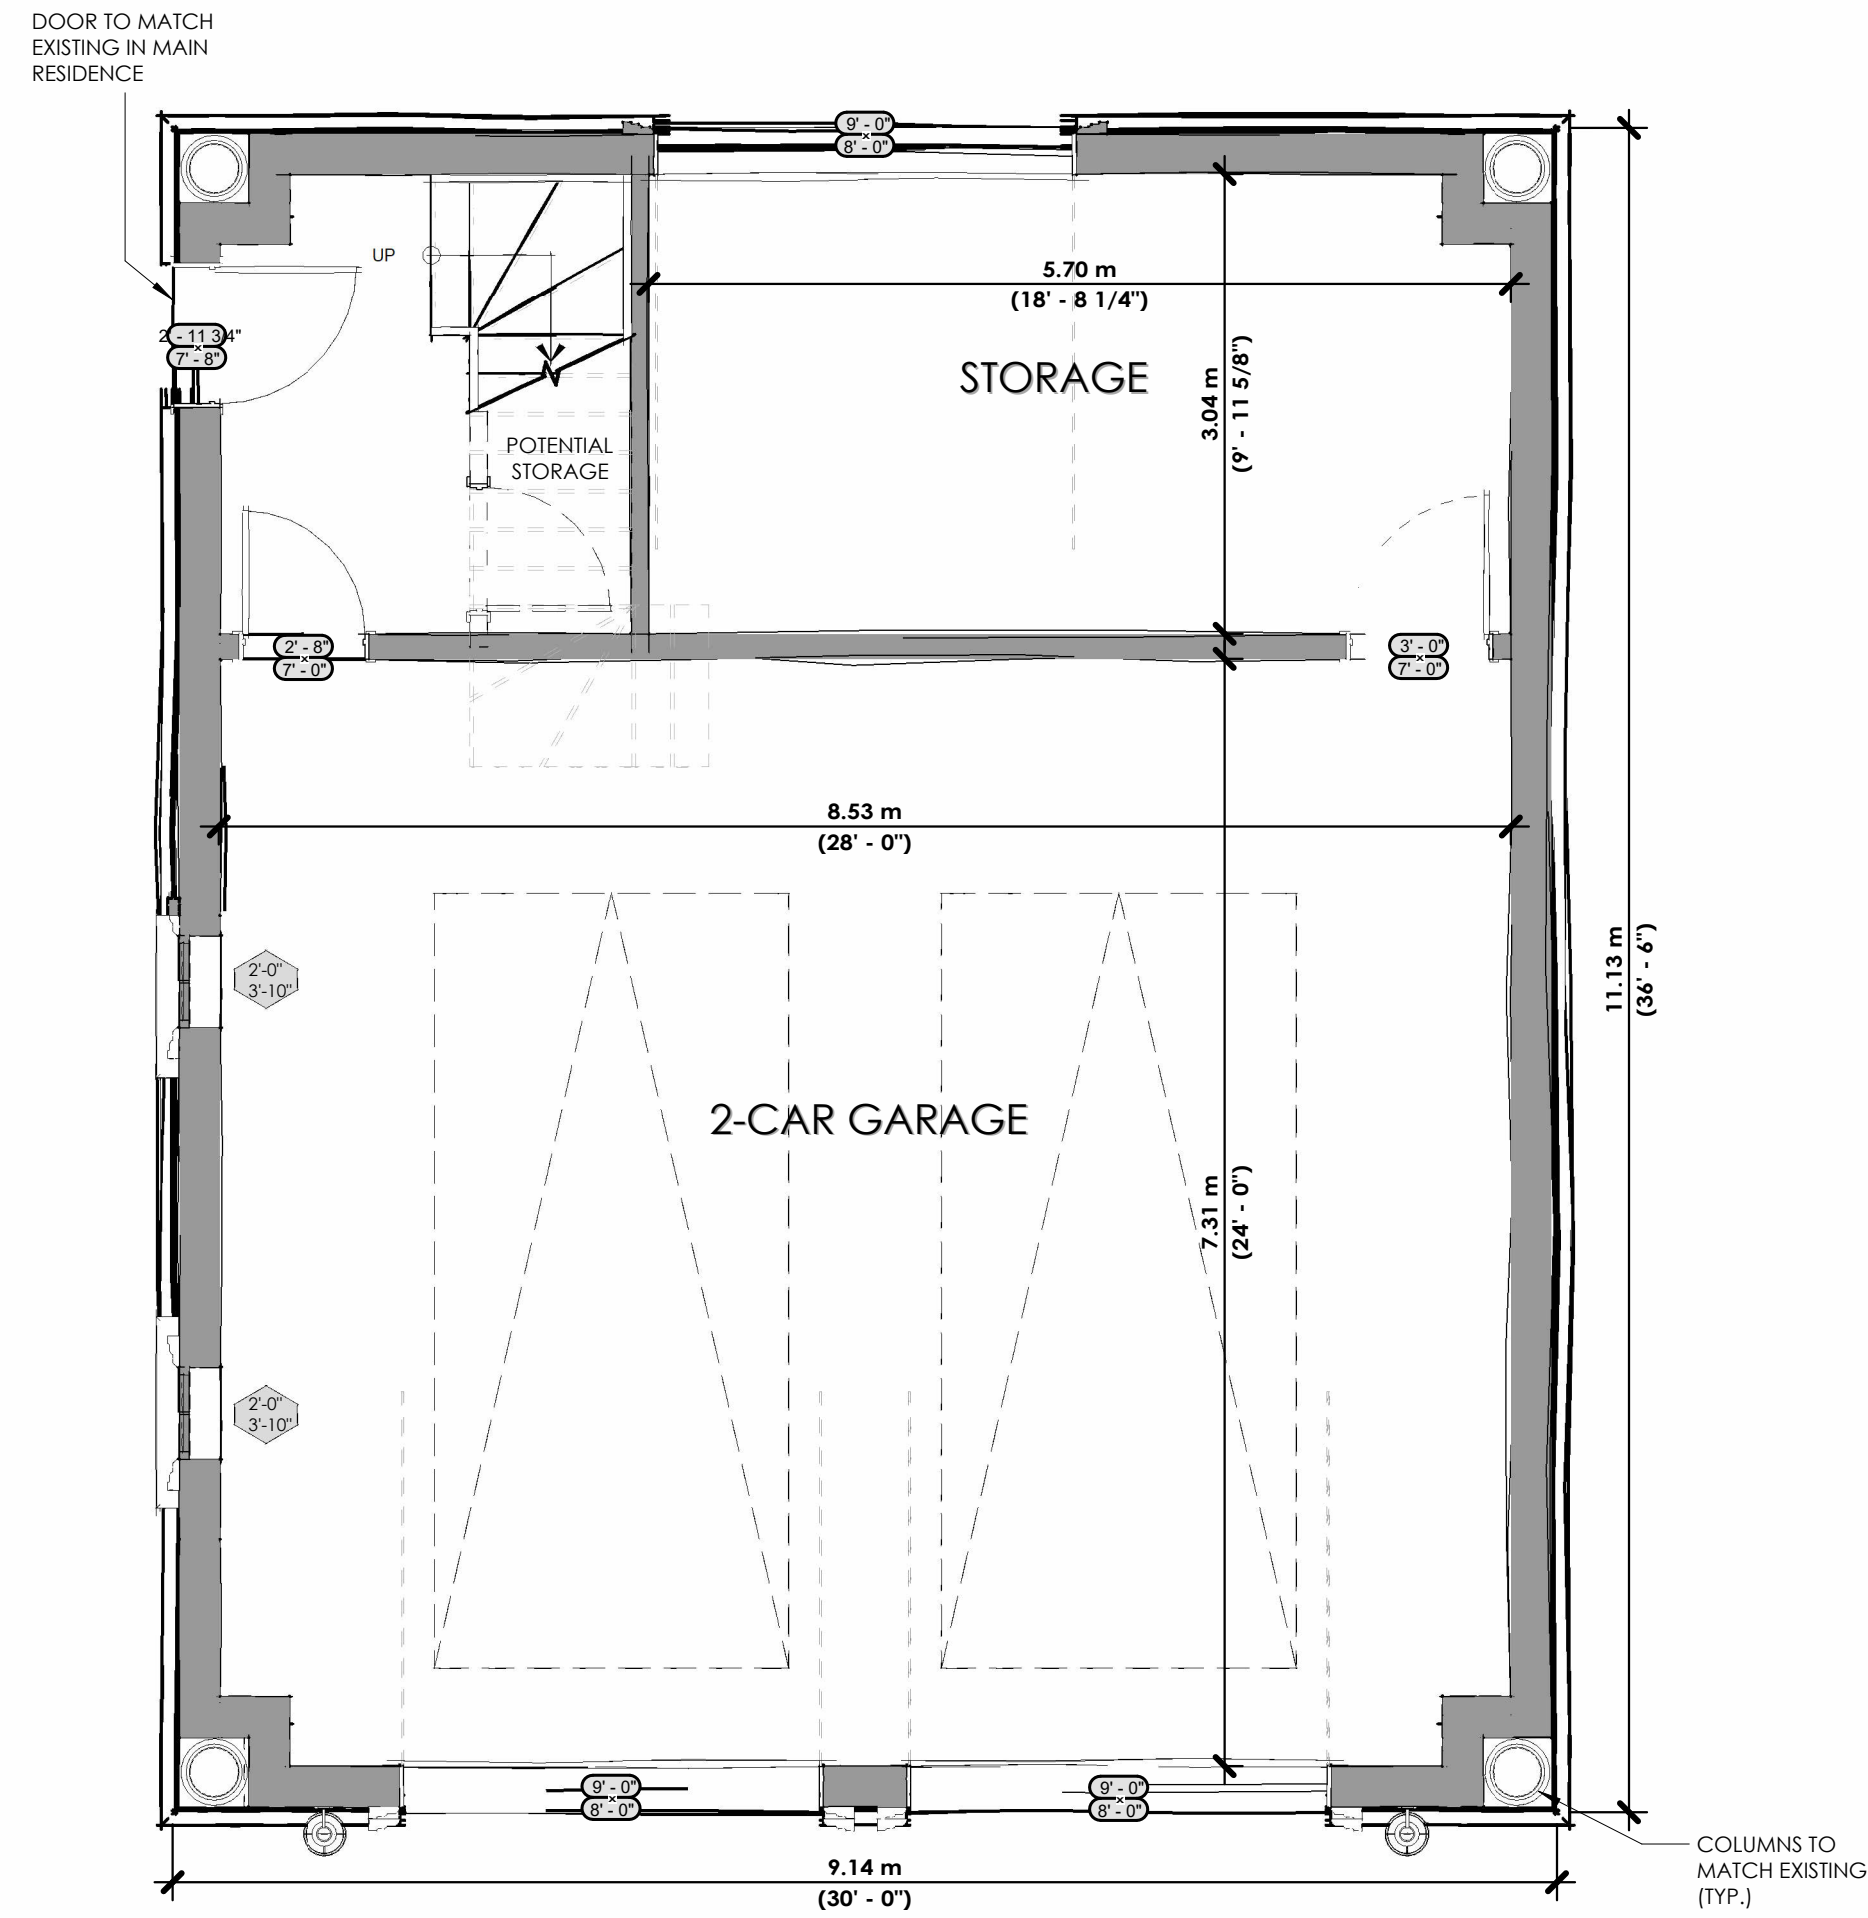 DOOR TO MATCH
EXISTING IN MAIN
RESIDENCE
9' - 0"
x
8' - 0"
UP
5.70 m
(18' - 8 1/4")
2' - 11 3/4"
x
7' - 8"
STORAGE
3.04 m
(9' - 11 5/8")
POTENTIAL
STORAGE
2' - 8"
x
7' - 0"
3' - 0"
x
7' - 0"
8.53 m
(28' - 0")
2'-0"
3'-10"
11.13 m
(36' - 6")
2-CAR GARAGE
7.31 m
(24' - 0")
2'-0"
3'-10"
9' - 0"
x
8' - 0"
9' - 0"
x
8' - 0"
9.14 m
(30' - 0")
COLUMNS TO
MATCH EXISTING
(TYP.)